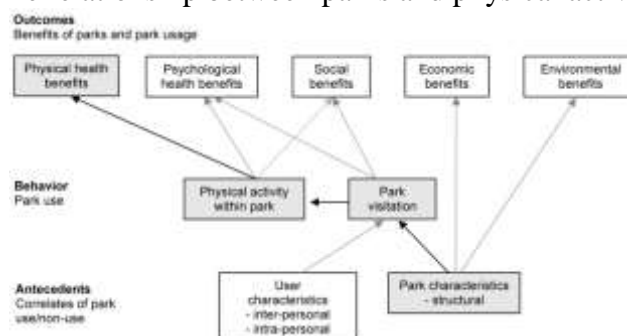 Outcomes
Benefits of parks and park usage
Physical health
benefits
Psychological
health benefits
Social
benefits
Economic
benefits
Environmental
benefits
Behavior
Park use
Physical activity
within park
Park
visitation
Antecedents
Correlates of park
use/non-use
User
characteristics
- inter-personal
- intra-personal
Park characteristics
- structural